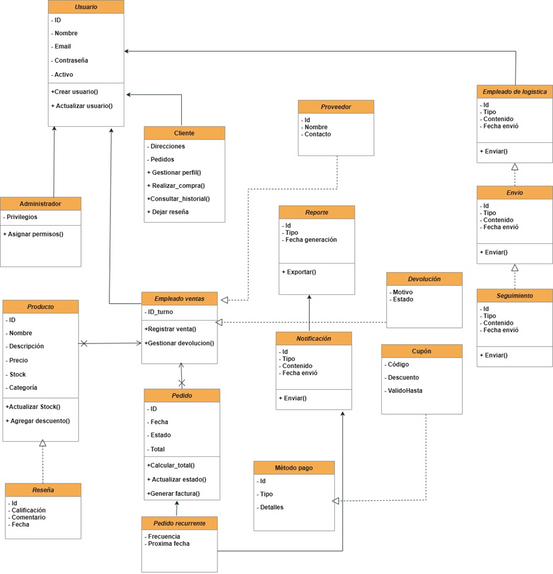 Usuario
- ID
- Nombre
- Email
- Contraseña
- Activo
+Crear usuario()
+ Actualizar usuario()
Empleado de logística
- Id
- Tipo
- Contenido
- Fecha envió
+ Enviar()
Proveedor
- Id
- Nombre
- Contacto
Cliente
- Direcciones
- Pedidos
+ Gestionar perfil()
+ Realizar_compra()
+Consultar_historial()
+ Dejar reseña
Administrador
- Privilegios
+ Asignar permisos()
Envío
- Id
- Tipo
- Contenido
- Fecha envió
+ Enviar()
Reporte
- Id
- Tipo
- Fecha generación
+ Exportar()
Empleado ventas
- ID_turno
+Registrar venta()
+Gestionar devolucion()
Devolución
- Motivo
- Estado
Seguimiento
- Id
- Tipo
- Contenido
- Fecha envió
+ Enviar()
Producto
- ID
- Nombre
- Descripción
- Precio
- Stock
- Categoría
+Actualizar Stock()
+ Agregar descuento()
Notificación
- Id
- Tipo
- Contenido
- Fecha envió
+ Enviar()
Cupón
- Código
- Descuento
- ValidoHasta
Pedido
- ID
- Fecha
- Estado
- Total
+Calcular_total()
+ Actualizar estado()
+Generar factura()
Método pago
- Id
- Tipo
- Detalles
Reseña
- Id
- Calificación
- Comentario
- Fecha
Pedido recurrente
- Frecuencia
- Proxima fecha